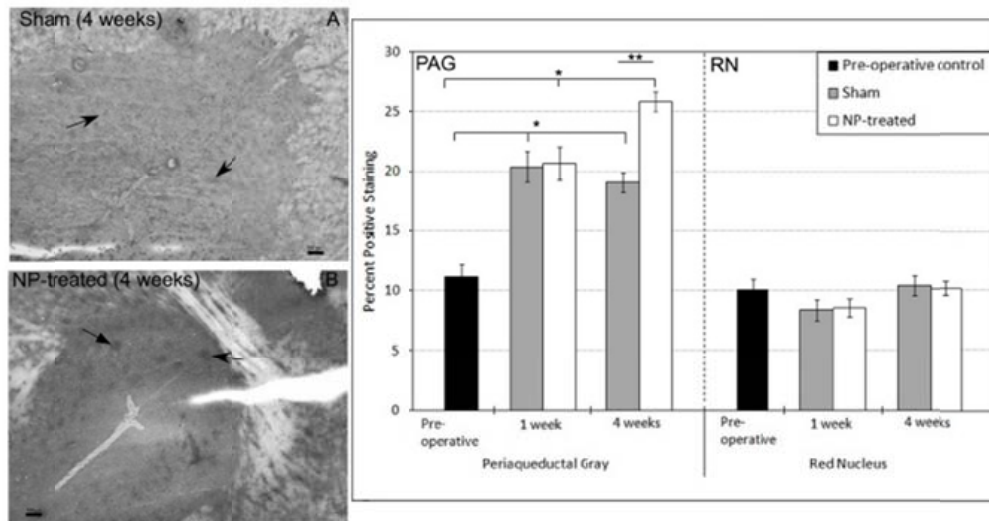 Sham (4 weeks) A
NP-treated (4 weeks) B
PAG
RN
Pre-operative control
Sham
NP-treated
Percent Positive Staining
30
25
20
15
10
5
0
*
**
*
Pre-operative
1 week
4 weeks
Pre-operative
1 week
4 weeks
Periaqueductal Gray
Red Nucleus